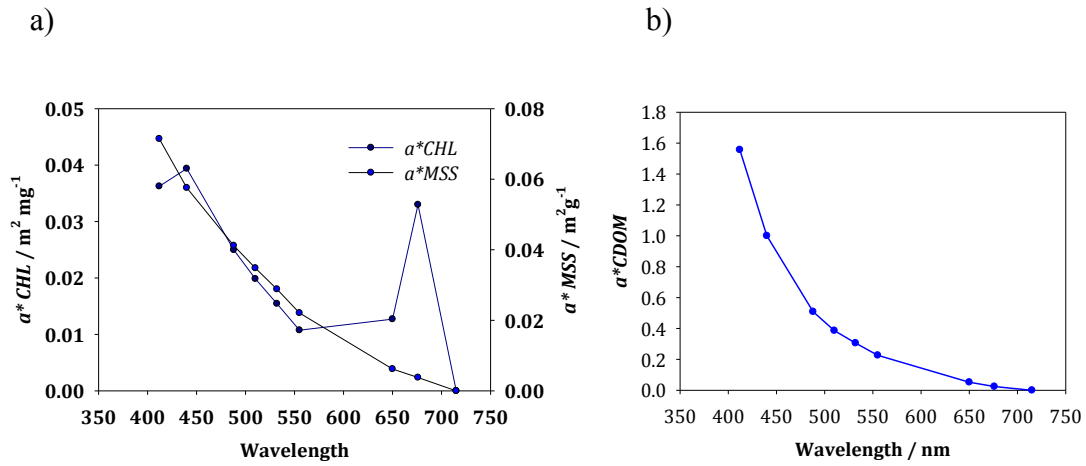 a)
b)
0.05
0.04
0.03
0.02
0.01
0.00
a* CHL / m² mg⁻¹
0.08
0.06
0.04
0.02
0.00
a* MSS / m²g⁻¹
a*CHL
a*MSS
350 400 450 500 550 600 650 700 750
Wavelength
1.8
1.6
1.4
1.2
1.0
0.8
0.6
0.4
0.2
0.0
a*CDOM
350 400 450 500 550 600 650 700 750
Wavelength / nm